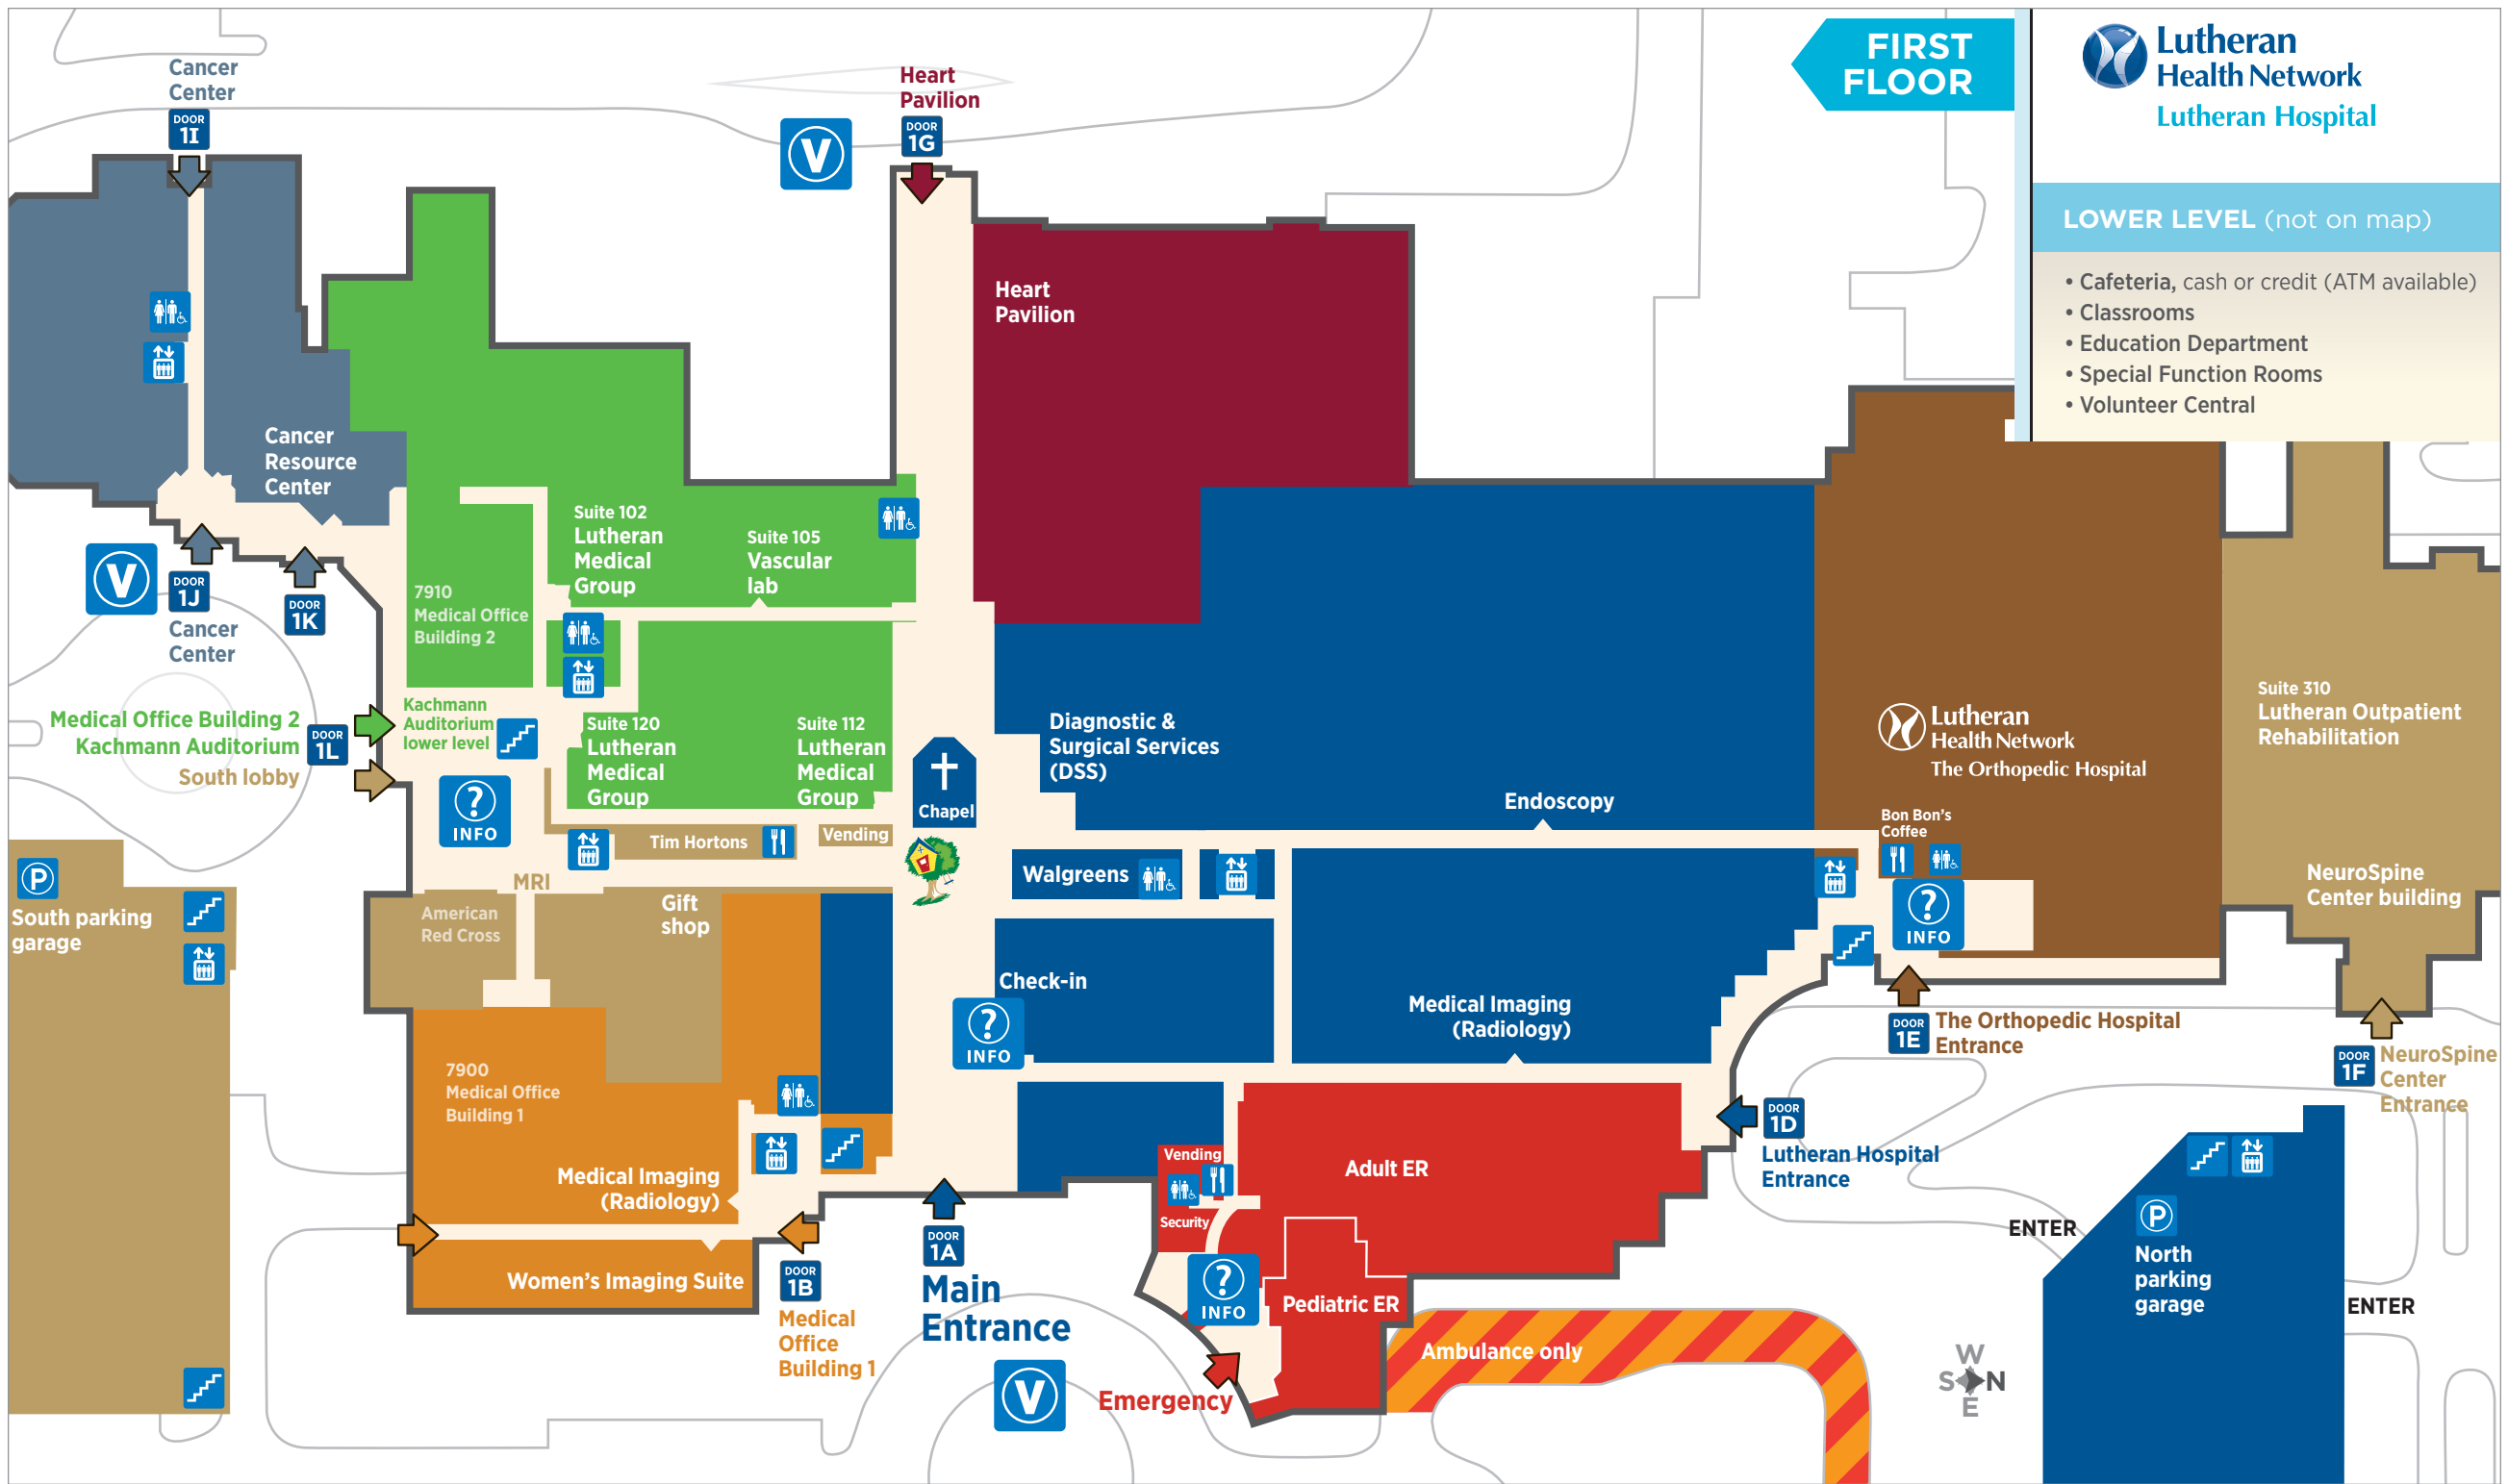 FIRST
FLOOR
Lutheran
Health Network
Lutheran Hospital
LOWER LEVEL (not on map)
• Cafeteria, cash or credit (ATM available)
• Classrooms
• Education Department
• Special Function Rooms
• Volunteer Central
Cancer
Center
DOOR
1I
Heart
Pavilion
DOOR
1G
V
Heart
Pavilion
Cancer
Resource
Center
Suite 102
Lutheran
Medical
Group
Suite 105
Vascular
lab
7910
Medical Office
Building 2
V
DOOR
1J
Cancer
Center
DOOR
1K
Medical Office Building 2
Kachmann Auditorium
South lobby
DOOR
1L
Kachmann
Auditorium
lower level
Suite 120
Lutheran
Medical
Group
Suite 112
Lutheran
Medical
Group
?
INFO
Tim Hortons
Vending
Chapel
Diagnostic &
Surgical Services
(DSS)
Endoscopy
Lutheran
Health Network
The Orthopedic Hospital
Bon Bon's
Coffee
Suite 310
Lutheran Outpatient
Rehabilitation
NeuroSpine
Center building
P
South parking
garage
MRI
American
Red Cross
Gift
shop
Walgreens
?
INFO
Check-in
?
INFO
Medical Imaging
(Radiology)
DOOR
1E
The Orthopedic Hospital
Entrance
DOOR
1F
NeuroSpine
Center
Entrance
7900
Medical Office
Building 1
Medical Imaging
(Radiology)
Women's Imaging Suite
DOOR
1B
Medical
Office
Building 1
DOOR
1A
Main
Entrance
V
Vending
Security
Adult ER
?
INFO
Pediatric ER
Emergency
Ambulance only
DOOR
1D
Lutheran Hospital
Entrance
ENTER
P
North
parking
garage
ENTER
W
S
N
E